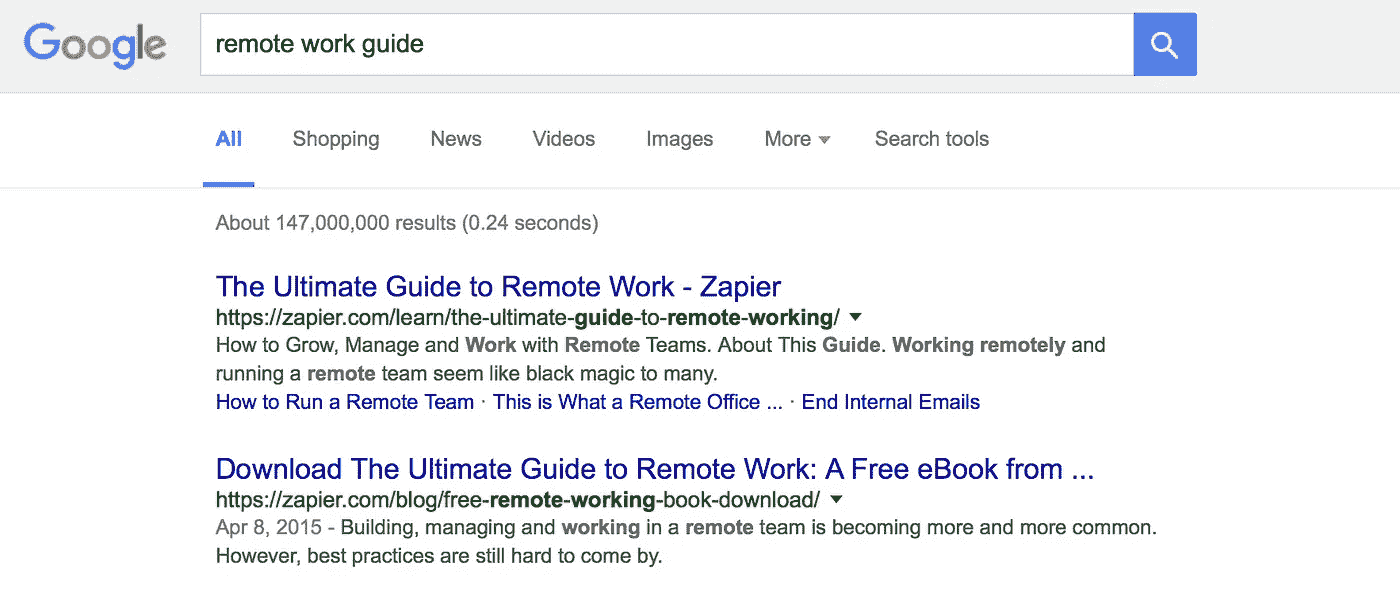 Google
remote work guide
All Shopping News Videos Images More Search tools
About 147,000,000 results (0.24 seconds)
The Ultimate Guide to Remote Work - Zapier
https://zapier.com/learn/the-ultimate-guide-to-remote-working/
How to Grow, Manage and Work with Remote Teams. About This Guide. Working remotely and
running a remote team seem like black magic to many.
How to Run a Remote Team · This is What a Remote Office ... · End Internal Emails
Download The Ultimate Guide to Remote Work: A Free eBook from ...
https://zapier.com/blog/free-remote-working-book-download/
Apr 8, 2015 - Building, managing and working in a remote team is becoming more and more common.
However, best practices are still hard to come by.